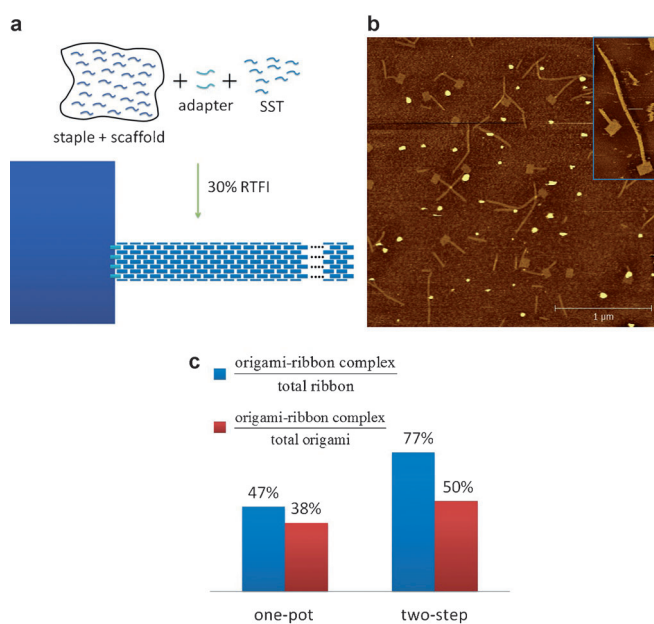 a
b
+
+
adapter
SST
staple + scaffold
30% RTFI
1 µm
c
origami-ribbon complex
total ribbon
origami-ribbon complex
total origami
77%
47%
38%
50%
one-pot
two-step